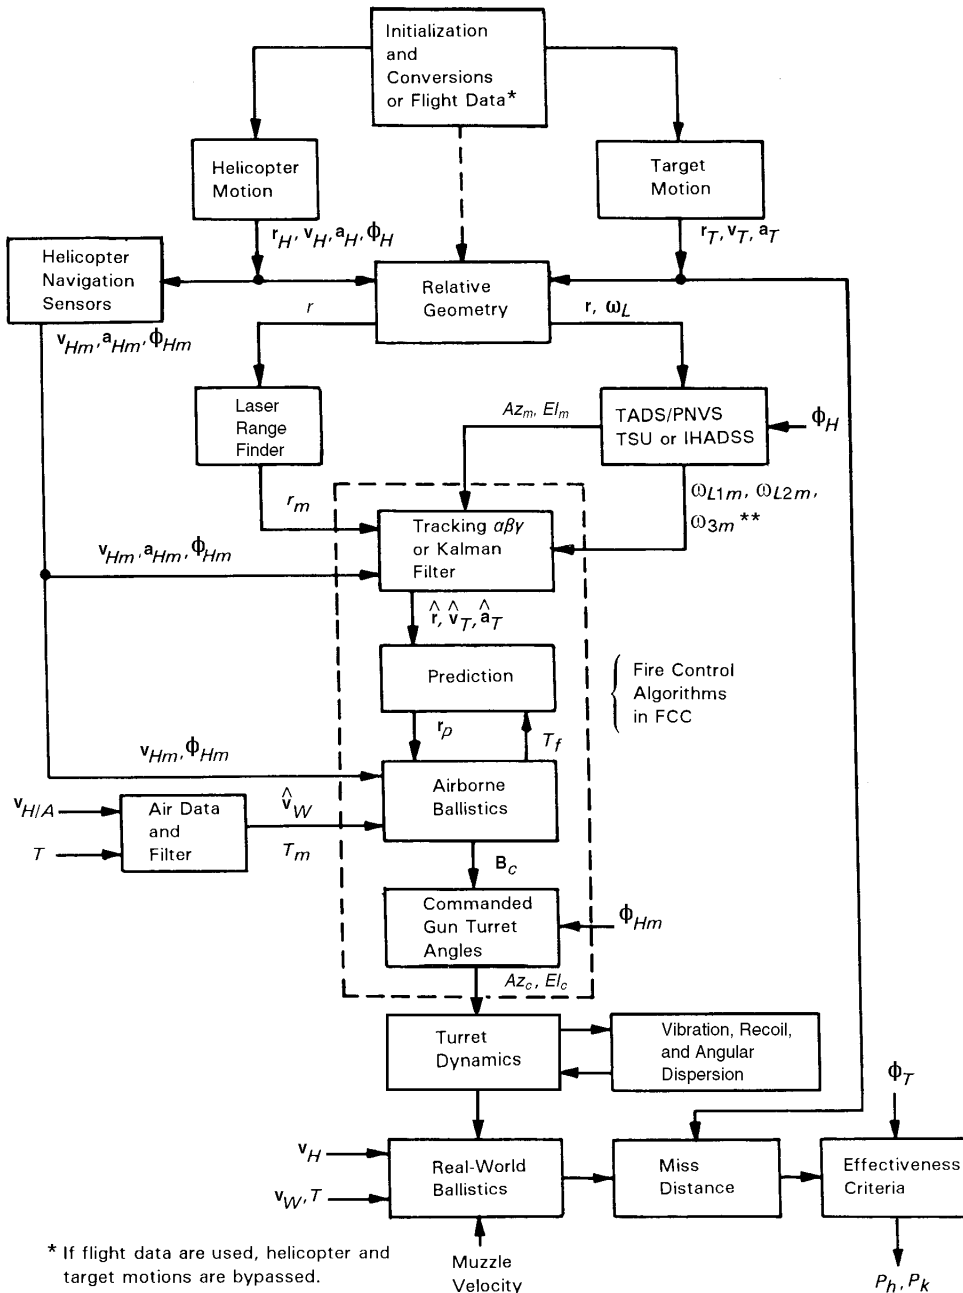 Initialization
and
Conversions
or Flight Data*
Helicopter
Motion
Target
Motion
r_H, v_H, a_H, ϕ_H
r_T, v_T, a_T
Helicopter
Navigation
Sensors
Relative
Geometry
r
r, ω_L
v_Hm, a_Hm, ϕ_Hm
Laser
Range
Finder
Az_m, El_m
TADS/PNVS
TSU or IHADSS
ϕ_H
r_m
ω_L1m, ω_L2m,
ω_3m**
Tracking αβγ
or Kalman
Filter
v_Hm, a_Hm, ϕ_Hm
r̂, v̂_T, â_T
Prediction
Fire Control
Algorithms
in FCC
r_p
T_f
v_Hm, ϕ_Hm
Airborne
Ballistics
v_H/A
T
Air Data
and
Filter
v̂_W
T_m
B_c
Commanded
Gun Turret
Angles
ϕ_Hm
Az_c, El_c
Turret
Dynamics
Vibration, Recoil,
and Angular
Dispersion
ϕ_T
v_H
v_W, T
Real-World
Ballistics
Miss
Distance
Effectiveness
Criteria
Muzzle
Velocity
P_h, P_k
* If flight data are used, helicopter and
target motions are bypassed.